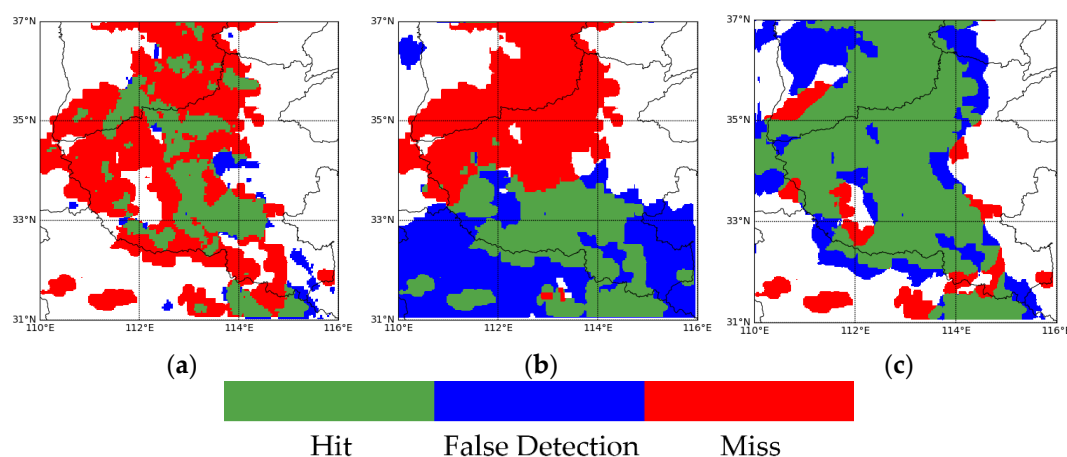 37°N 37°N 37°N
35°N 35°N 35°N
33°N 33°N 33°N
31°N 31°N 31°N
110°E 112°E 114°E 116°E 110°E 112°E 114°E 116°E 110°E 112°E 114°E 116°E
(a) (b) (c)
Hit False Detection Miss